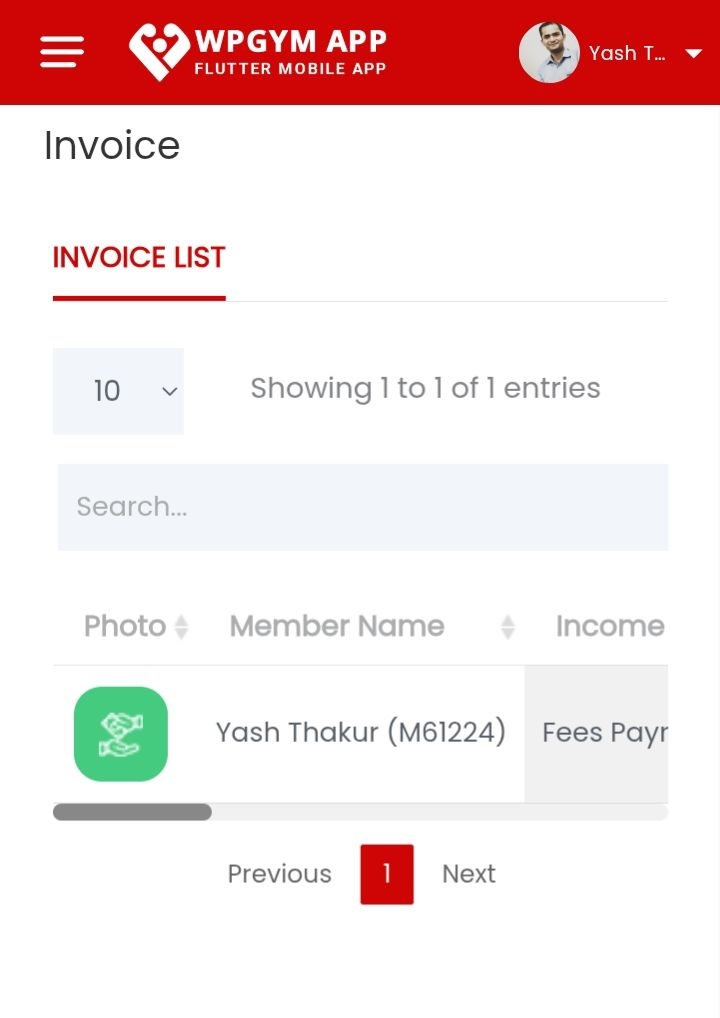 WPGYM APP
FLUTTER MOBILE APP
Yash T...
Invoice
INVOICE LIST
10
Showing 1 to 1 of 1 entries
Search...
Photo Member Name Income
Yash Thakur (M61224) Fees Payr
Previous 1 Next